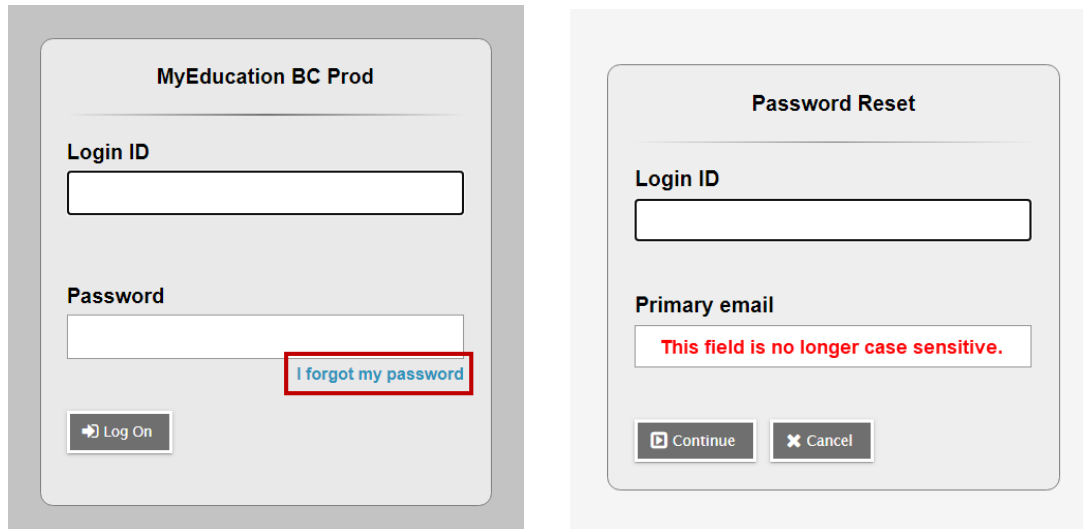 MyEducation BC Prod
Login ID
Password
I forgot my password
Log On
Password Reset
Login ID
Primary email
This field is no longer case sensitive.
Continue
Cancel